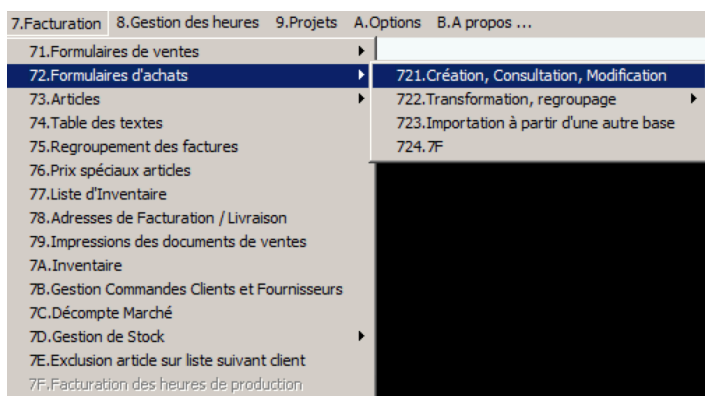 7.Facturation 8.Gestion des heures 9.Projets A.Options B.A propos ...
71.Formulaires de ventes
72.Formulaires d'achats
73.Articles
74.Table des textes
75.Regroupement des factures
76.Prix spéciaux articles
77.Liste d'Inventaire
78.Adresses de Facturation / Livraison
79.Impressions des documents de ventes
7A.Inventaire
7B.Gestion Commandes Clients et Fournisseurs
7C.Décompte Marché
7D.Gestion de Stock
7E.Exclusion article sur liste suivant client
7F.Facturation des heures de production
721.Création, Consultation, Modification
722.Transformation, regroupage
723.Importation à partir d'une autre base
724.7F